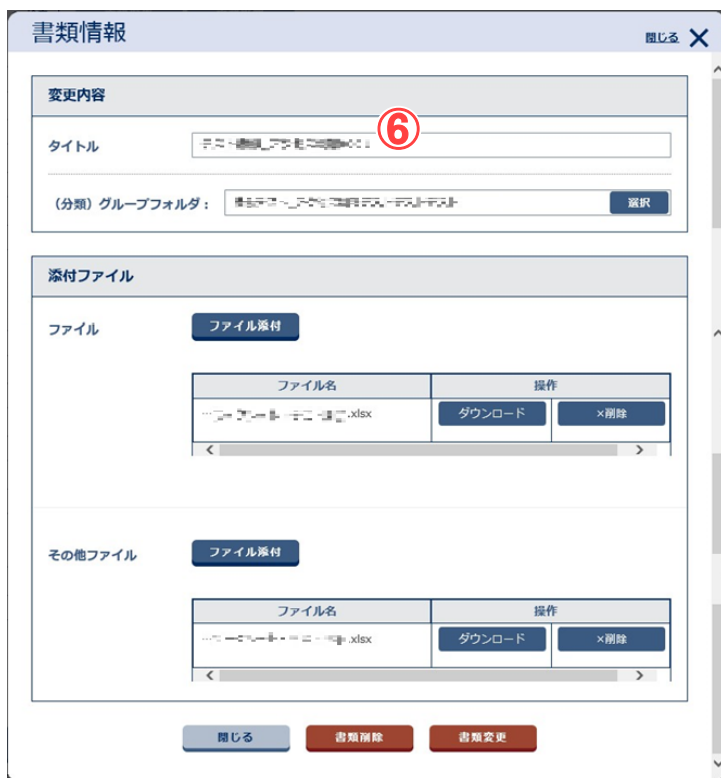 書類情報
閉じる ×
変更内容
⑥
タイトル
（分類）グループフォルダ： 選択
添付ファイル
ファイル ファイル添付
ファイル名 操作
.xlsx ダウンロード ×削除
その他ファイル ファイル添付
ファイル名 操作
.xlsx ダウンロード ×削除
閉じる 書類削除 書類変更